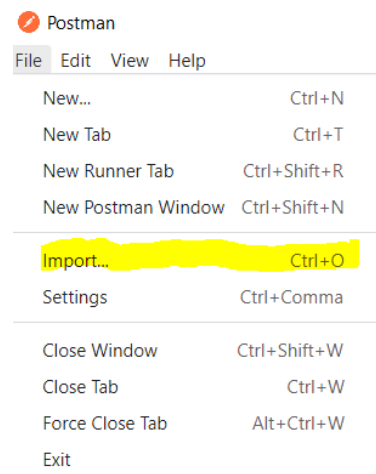 Postman
File Edit View Help
New... Ctrl+N
New Tab Ctrl+T
New Runner Tab Ctrl+Shift+R
New Postman Window Ctrl+Shift+N
Import... Ctrl+O
Settings Ctrl+Comma
Close Window Ctrl+Shift+W
Close Tab Ctrl+W
Force Close Tab Alt+Ctrl+W
Exit